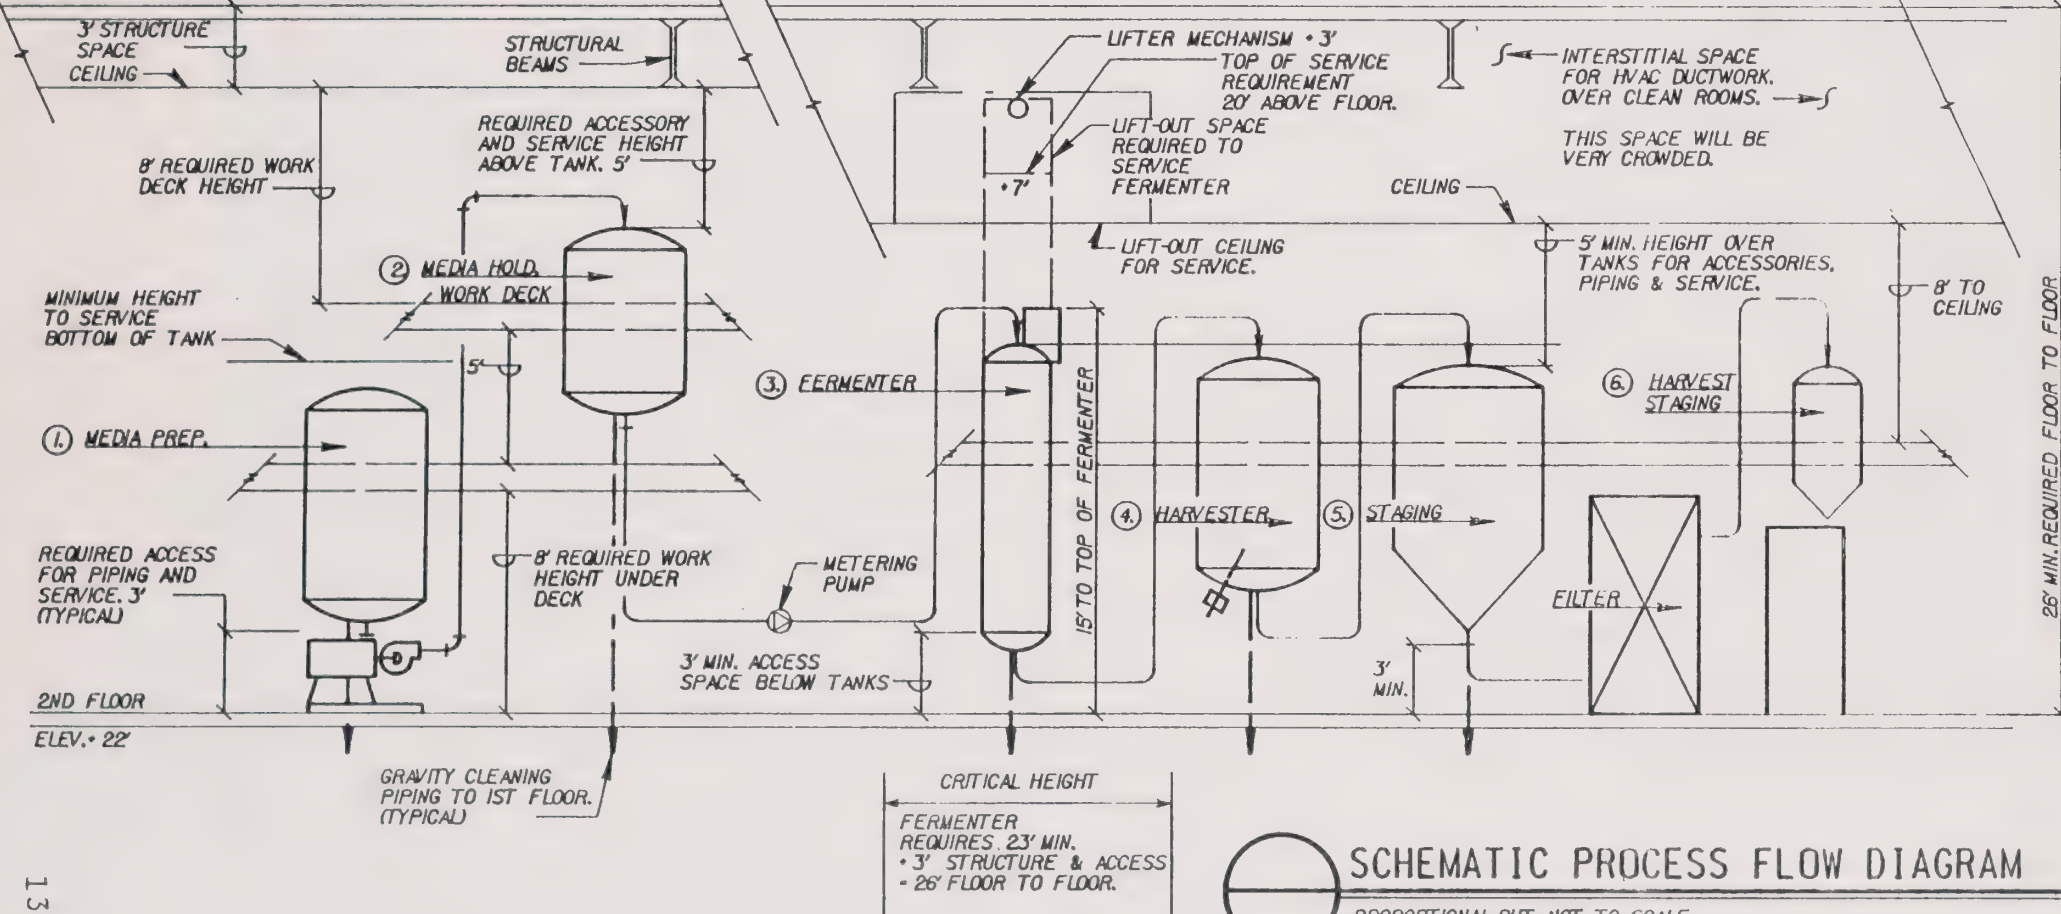 3' STRUCTURE
SPACE
CEILING
STRUCTURAL
BEAMS
LIFTER MECHANISM + 3'
TOP OF SERVICE
REQUIREMENT
20' ABOVE FLOOR.
INTERSTITIAL SPACE
FOR HVAC DUCTWORK.
OVER CLEAN ROOMS.
THIS SPACE WILL BE
VERY CROWDED.
8' REQUIRED WORK
DECK HEIGHT
REQUIRED ACCESSORY
AND SERVICE HEIGHT
ABOVE TANK. 5'
LIFT-OUT SPACE
REQUIRED TO
SERVICE
FERMENTER
+7'
CEILING
LIFT-OUT CEILING
FOR SERVICE.
5' MIN. HEIGHT OVER
TANKS FOR ACCESSORIES.
PIPING & SERVICE.
8' TO
CEILING
2 MEDIA HOLD.
WORK DECK
MINIMUM HEIGHT
TO SERVICE
BOTTOM OF TANK
5'
1. MEDIA PREP.
3. FERMENTER
15' TO TOP OF FERMENTER
4. HARVESTER
5. STAGING
6. HARVEST
STAGING
26' MIN. REQUIRED FLOOR TO FLOOR
REQUIRED ACCESS
FOR PIPING AND
SERVICE. 3'
(TYPICAL)
8' REQUIRED WORK
HEIGHT UNDER
DECK
METERING
PUMP
FILTER
3' MIN. ACCESS
SPACE BELOW TANKS
3'
MIN.
2ND FLOOR
ELEV. + 22'
GRAVITY CLEANING
PIPING TO 1ST FLOOR.
(TYPICAL)
CRITICAL HEIGHT
FERMENTER
REQUIRES 23' MIN.
+ 3' STRUCTURE & ACCESS
= 26' FLOOR TO FLOOR.
SCHEMATIC PROCESS FLOW DIAGRAM
PROPORTIONAL BUT NOT TO SCALE
13